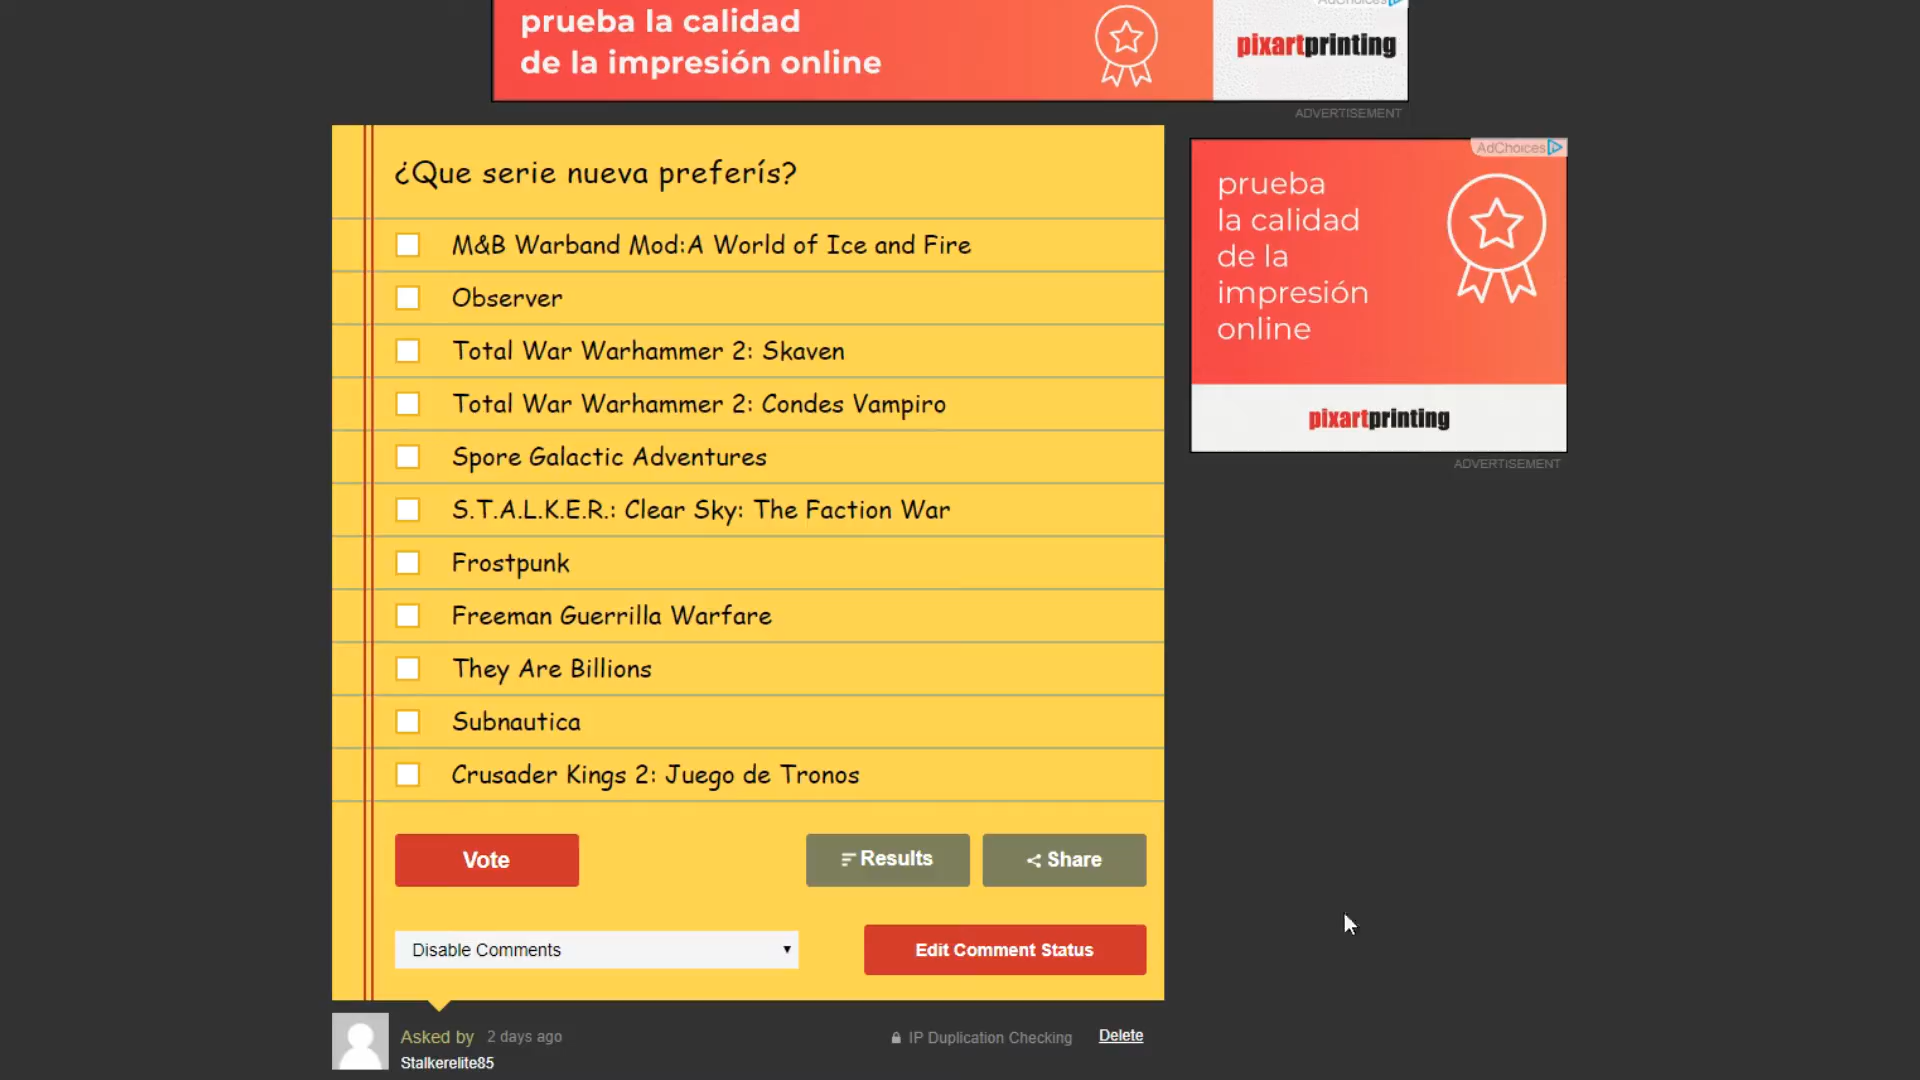 prueba la calidad
de la impresión online
pixartprinting
AdChoices
ADVERTISEMENT
¿Que serie nueva preferís?
M&B Warband Mod:A World of Ice and Fire
Observer
Total War Warhammer 2: Skaven
Total War Warhammer 2: Condes Vampiro
Spore Galactic Adventures
S.T.A.L.K.E.R.: Clear Sky: The Faction War
Frostpunk
Freeman Guerrilla Warfare
They Are Billions
Subnautica
Crusader Kings 2: Juego de Tronos
Vote
Results
Share
Disable Comments
Edit Comment Status
Asked by 2 days ago
Stalkerelite85
IP Duplication Checking
Delete
AdChoices
prueba
la calidad
de la
impresión
online
pixartprinting
ADVERTISEMENT